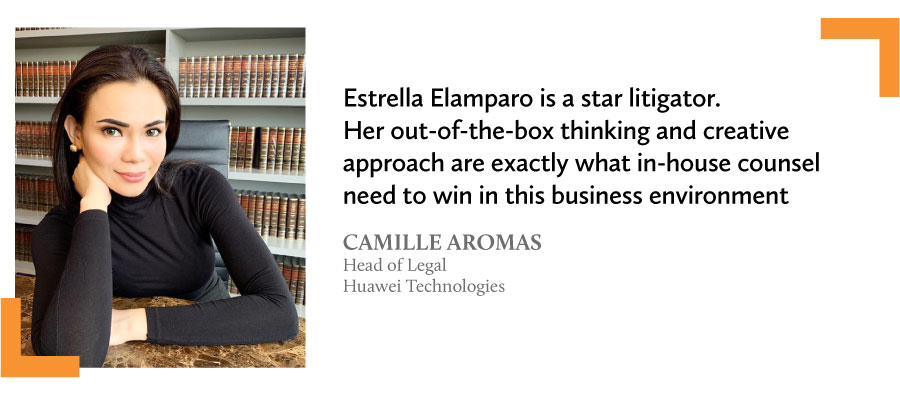 Estrella Elamparo is a star litigator.
Her out-of-the-box thinking and creative
approach are exactly what in-house counsel
need to win in this business environment
CAMILLE AROMAS
Head of Legal
Huawei Technologies